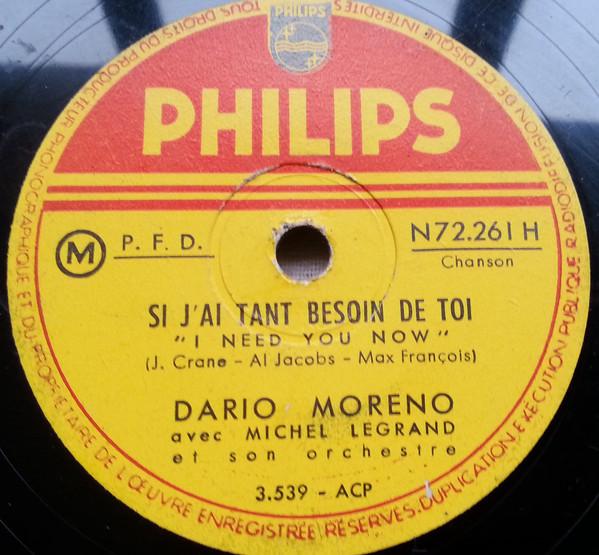 PHILIPS
PHILIPS
M
P. F. D.
N72.261H
Chanson
SI J'AI TANT BESOIN DE TOI
"I NEED YOU NOW"
(J. Crane - Al Jacobs - Max François)
DARIO MORENO
avec MICHEL LEGRAND
et son orchestre
3.539 - ACP
TOUS DROITS DU PRODUCTEUR PHONOGRAPHIQUE ET DU PROPRIÉTAIRE DE L'ŒUVRE ENREGISTRÉE RÉSERVÉS. DUPLICATION, EXÉCUTION PUBLIQUE, RADIODIFFUSION DE CE DISQUE INTERDITES